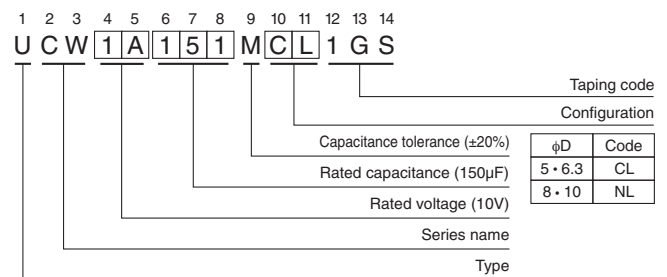 1 2 3 4 5 6 7 8 9 10 11 12 13 14
U C W 1 A 1 5 1 M C L 1 G S
Taping code
Configuration
Capacitance tolerance (±20%)
Rated capacitance (150µF)
Rated voltage (10V)
Series name
Type
ϕD Code
5 • 6.3 CL
8 • 10 NL